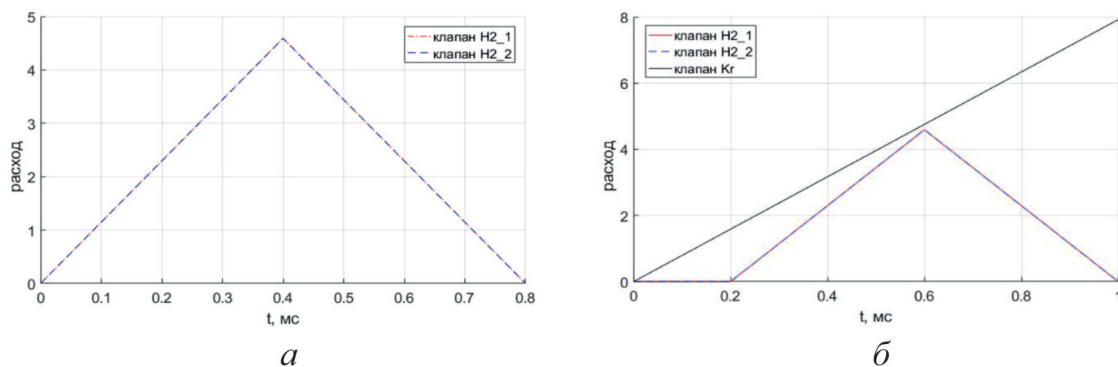 5
4
3
2
1
0
расход
0 0.1 0.2 0.3 0.4 0.5 0.6 0.7 0.8
t, мс
клапан H2_1
клапан H2_2
а
8
6
4
2
0
расход
0 0.2 0.4 0.6 0.8 1
t, мс
клапан H2_1
клапан H2_2
клапан Kr
б